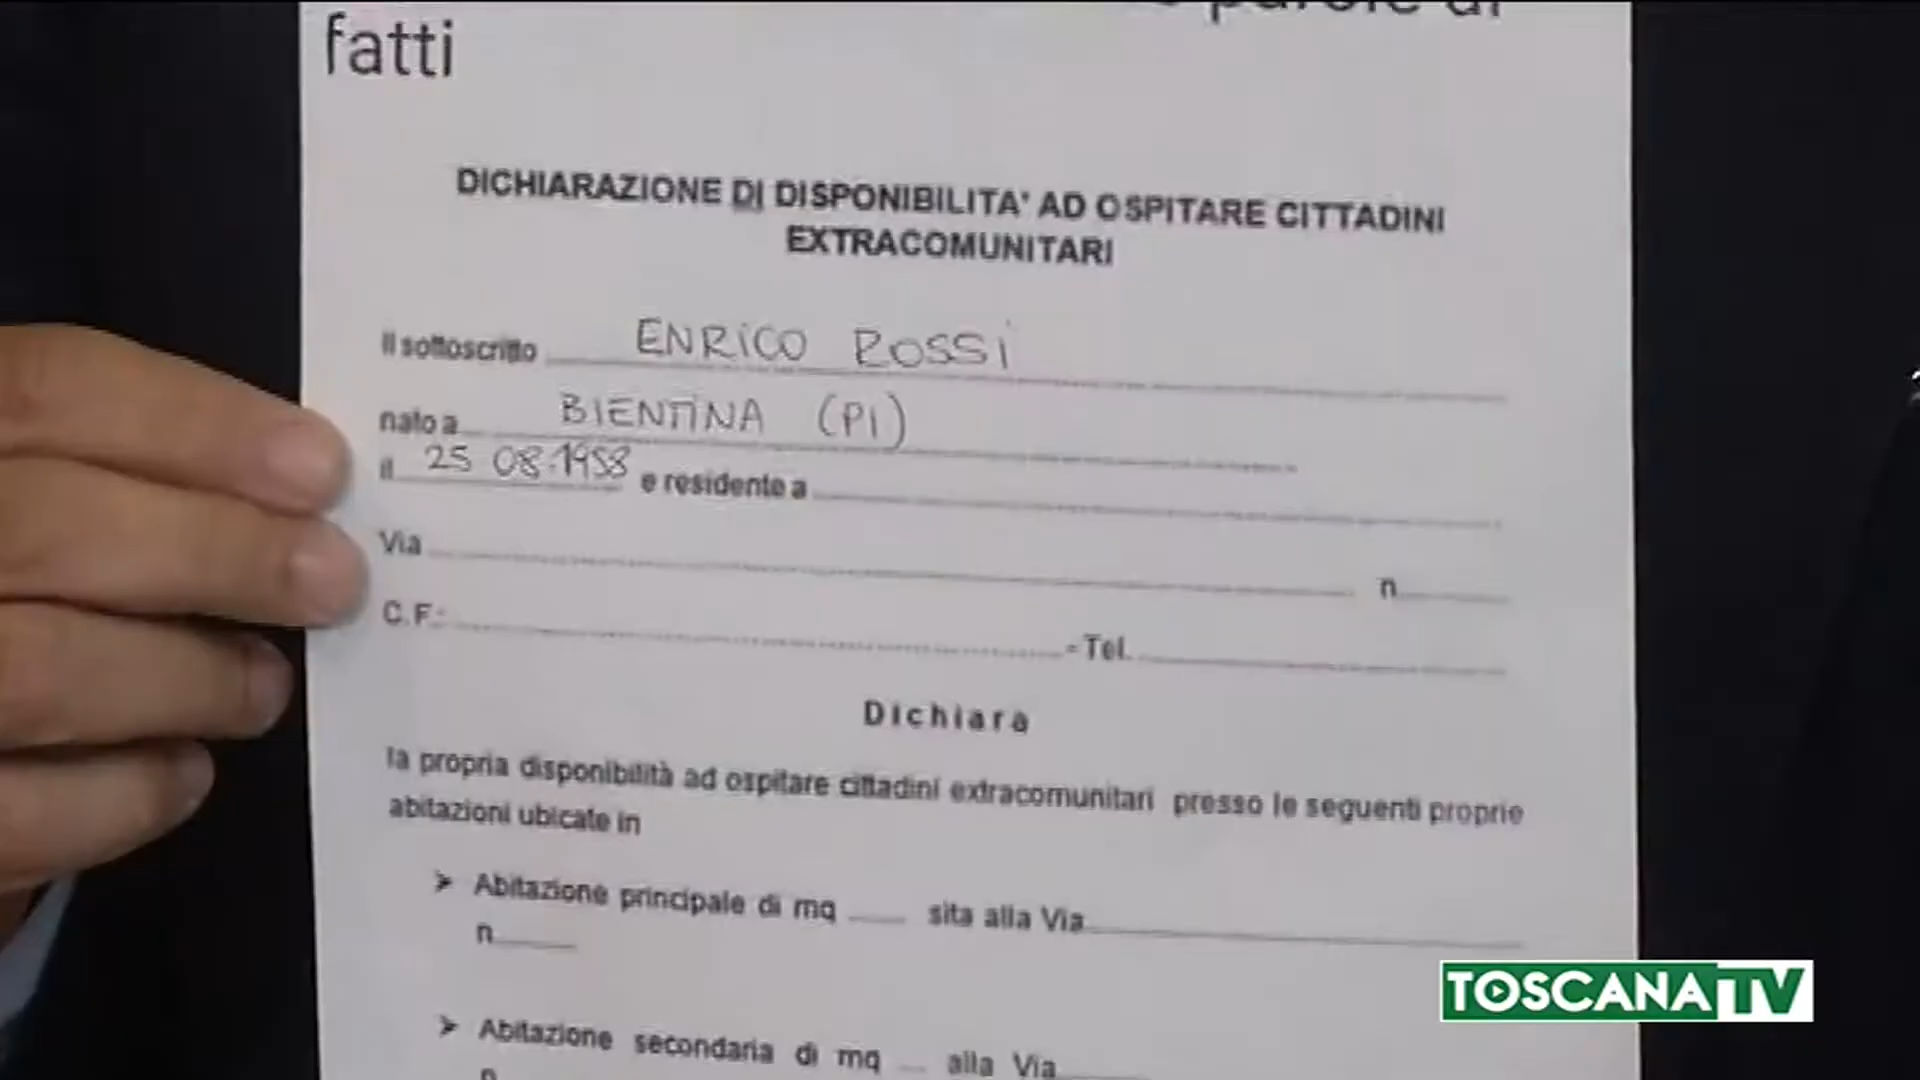 parole di
fatti
DICHIARAZIONE DI DISPONIBILITA' AD OSPITARE CITTADINI
EXTRACOMUNITARI
Il sottoscritto ENRICO ROSSI
nato a BIENTINA (PI)
il 25 08.1958 e residente a
Via n
C.F.: - Tel.
Dichiara
la propria disponibilità ad ospitare cittadini extracomunitari presso le seguenti proprie
abitazioni ubicate in
➤ Abitazione principale di mq sita alla Via
n
➤ Abitazione secondaria di mq alla Via
n
TOSCANA TV